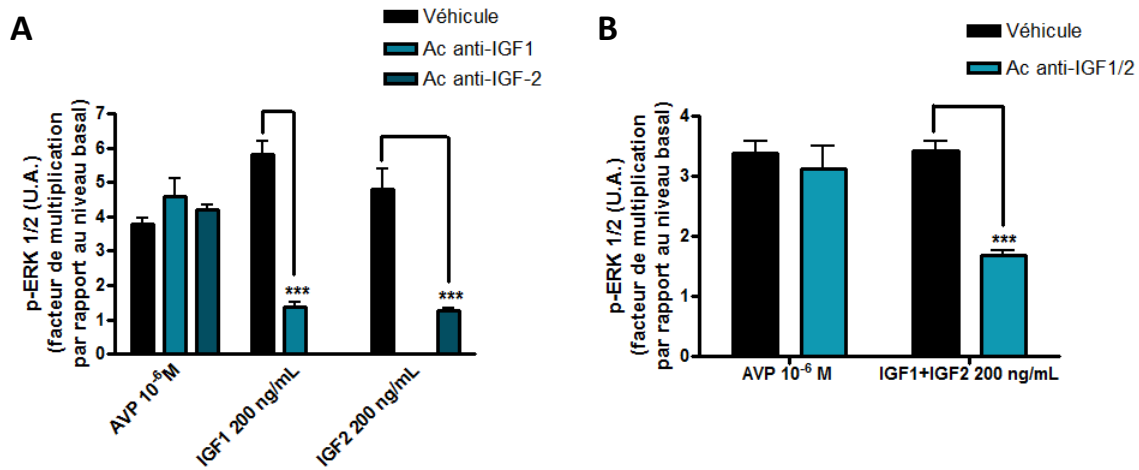 A
Véhicule
Ac anti-IGF1
Ac anti-IGF-2
p-ERK 1/2 (U.A.)
(facteur de multiplication
par rapport au niveau basal)
7
6
5
4
3
2
1
0
***
***
AVP 10⁻⁶M
IGF1 200 ng/mL
IGF2 200 ng/mL
B
Véhicule
Ac anti-IGF1/2
p-ERK 1/2 (U.A.)
(facteur de multiplication
par rapport au niveau basal)
4
3
2
1
0
***
AVP 10⁻⁶ M
IGF1+IGF2 200 ng/mL